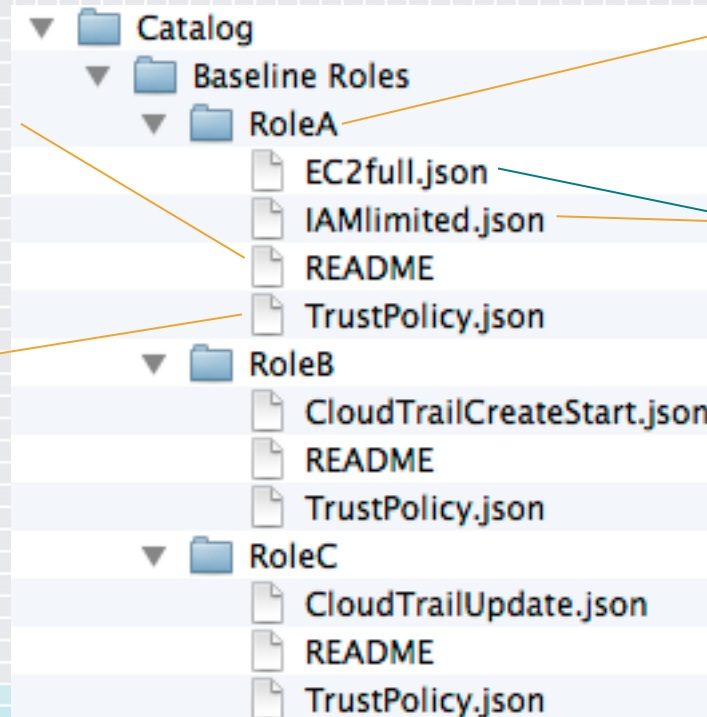 Catalog
Baseline Roles
RoleA
EC2full.json
IAMlimited.json
README
TrustPolicy.json
RoleB
CloudTrailCreateStart.json
README
TrustPolicy.json
RoleC
CloudTrailUpdate.json
README
TrustPolicy.json